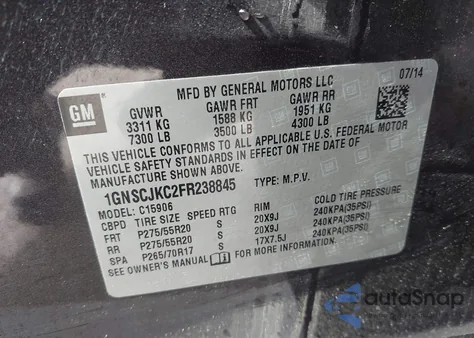 GM
MFD BY GENERAL MOTORS LLC 07/14
GVWR GAWR FRT GAWR RR
3311 KG 1588 KG 1951 KG
7300 LB 3500 LB 4300 LB
THIS VEHICLE CONFORMS TO ALL APPLICABLE U.S. FEDERAL MOTOR
VEHICLE SAFETY STANDARDS IN EFFECT ON THE DATE OF
MANUFACTURE SHOWN ABOVE.
1GNSCJKC2FR238845 TYPE: M.P.V.
MODEL: C15906
CBPD TIRE SIZE SPEED RTG RIM COLD TIRE PRESSURE
FRT P275/55R20 S 20X9J 240KPA(35PSI)
RR P275/55R20 S 20X9J 240KPA(35PSI)
SPA P265/70R17 S 17X7.5J 240KPA(35PSI)
SEE OWNER'S MANUAL
autoSnap